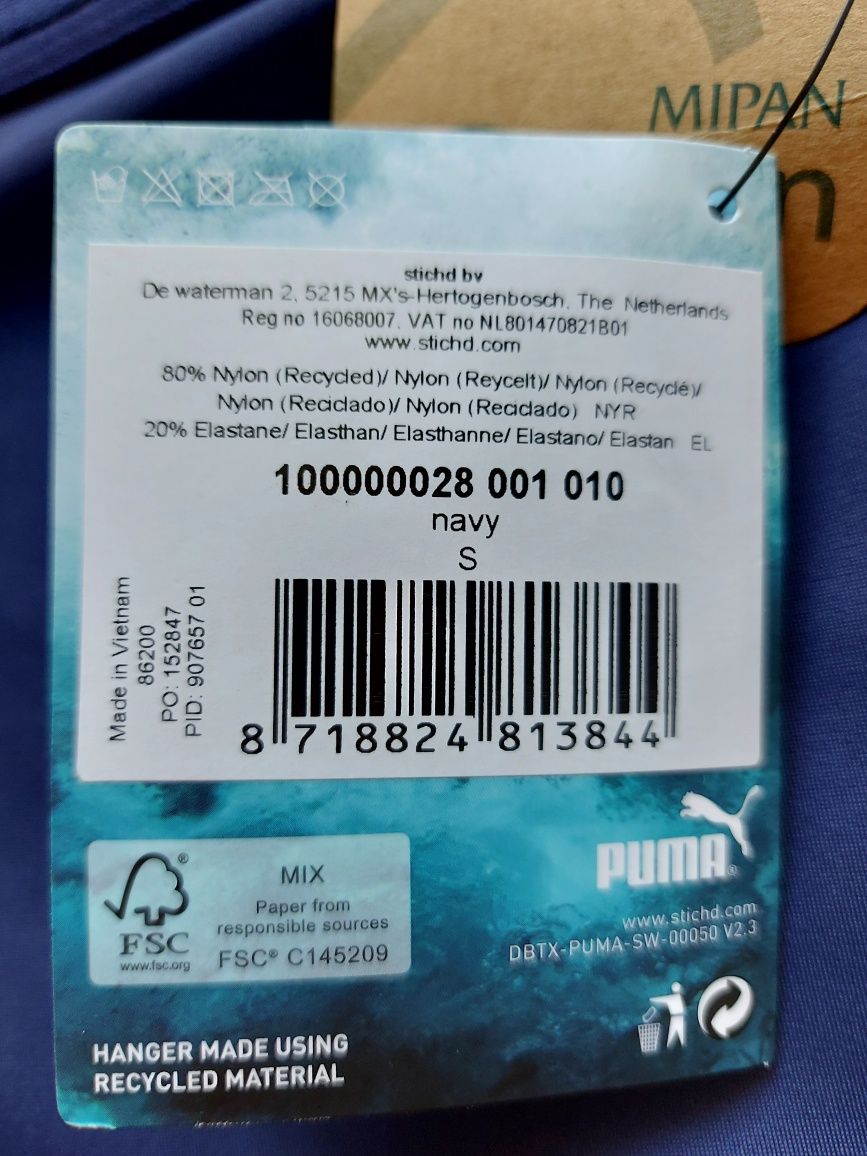 MIPAN
n
stichd by
De waterman 2, 5215 MX's-Hertogenbosch, The Netherlands
Reg no 16068007, VAT no NL801470821B01
www.stichd.com
80% Nylon (Recycled)/ Nylon (Reycelt)/ Nylon (Recyclé)/
Nylon (Reciclado)/ Nylon (Reciclado) NYR
20% Elastane/ Elasthan/ Elasthanne/ Elastano/ Elastan EL
100000028 001 010
navy
S
Made in Vietnam
86200
PO: 152847
PID: 907657 01
8 718824 813844
PUMA®
www.stichd.com
DBTX-PUMA-SW-00050 V2.3
®
FSC
www.fsc.org
MIX
Paper from
responsible sources
FSC® C145209
HANGER MADE USING
RECYCLED MATERIAL